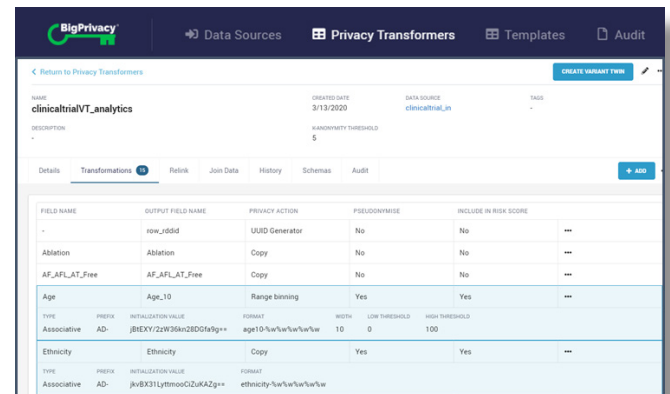 BigPrivacy
Data Sources Privacy Transformers Templates Audit
Return to Privacy Transformers CREATE VARIANT TWIN
NAME CREATED DATE DATA SOURCE TAGS
clinicaltrialVT_analytics 3/13/2020 clinicaltrial_in -
DESCRIPTION K-ANONYMITY THRESHOLD
- 5
Details Transformations 15 Relink Join Data History Schemas Audit + ADD
FIELD NAME OUTPUT FIELD NAME PRIVACY ACTION PSEUDONYMISE INCLUDE IN RISK SCORE
- row_rddid UUID Generator No No
Ablation Ablation Copy No No
AF_AFL_AT_Free AF_AFL_AT_Free Copy No No
Age Age_10 Range binning Yes Yes
TYPE PREFIX INITIALIZATION VALUE FORMAT WIDTH LOW THRESHOLD HIGH THRESHOLD
Associative AD- jBtEXY/2zW36kn28DGfa9g== age10-%w%w%w%w%w 10 0 100
Ethnicity Ethnicity Copy Yes Yes
TYPE PREFIX INITIALIZATION VALUE FORMAT
Associative AD- jkvBX31LyttmooCiZuKAZg== ethnicity-%w%w%w%w%w